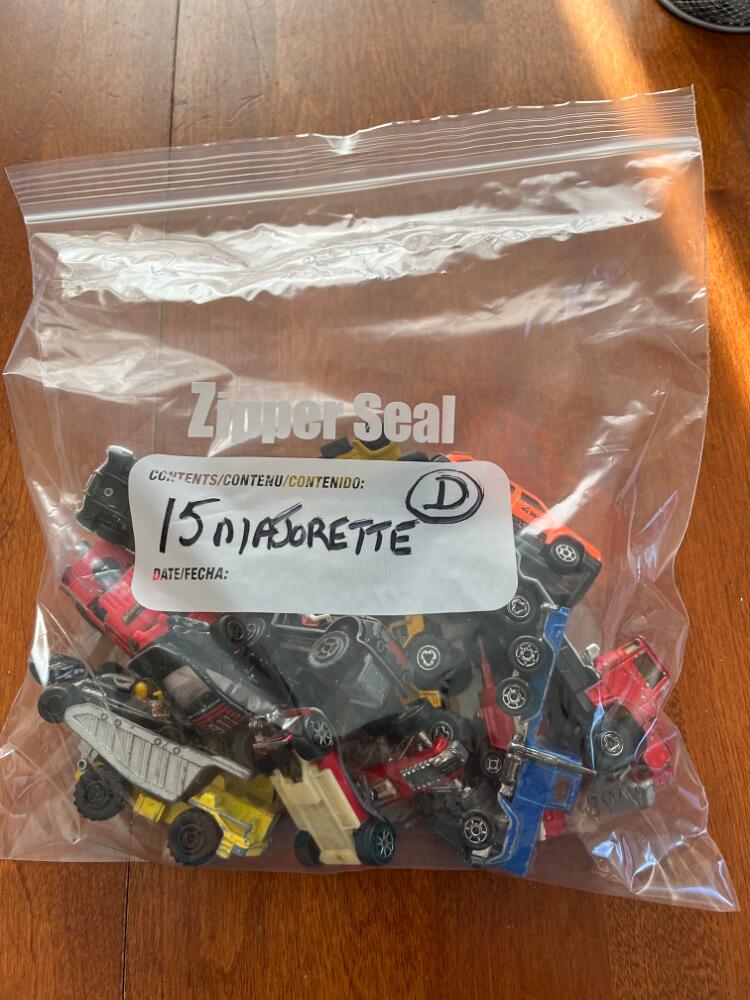 Zipper Seal
CONTENTS/CONTENU/CONTENIDO:
D
15 MAJORETTE
DATE/FECHA: